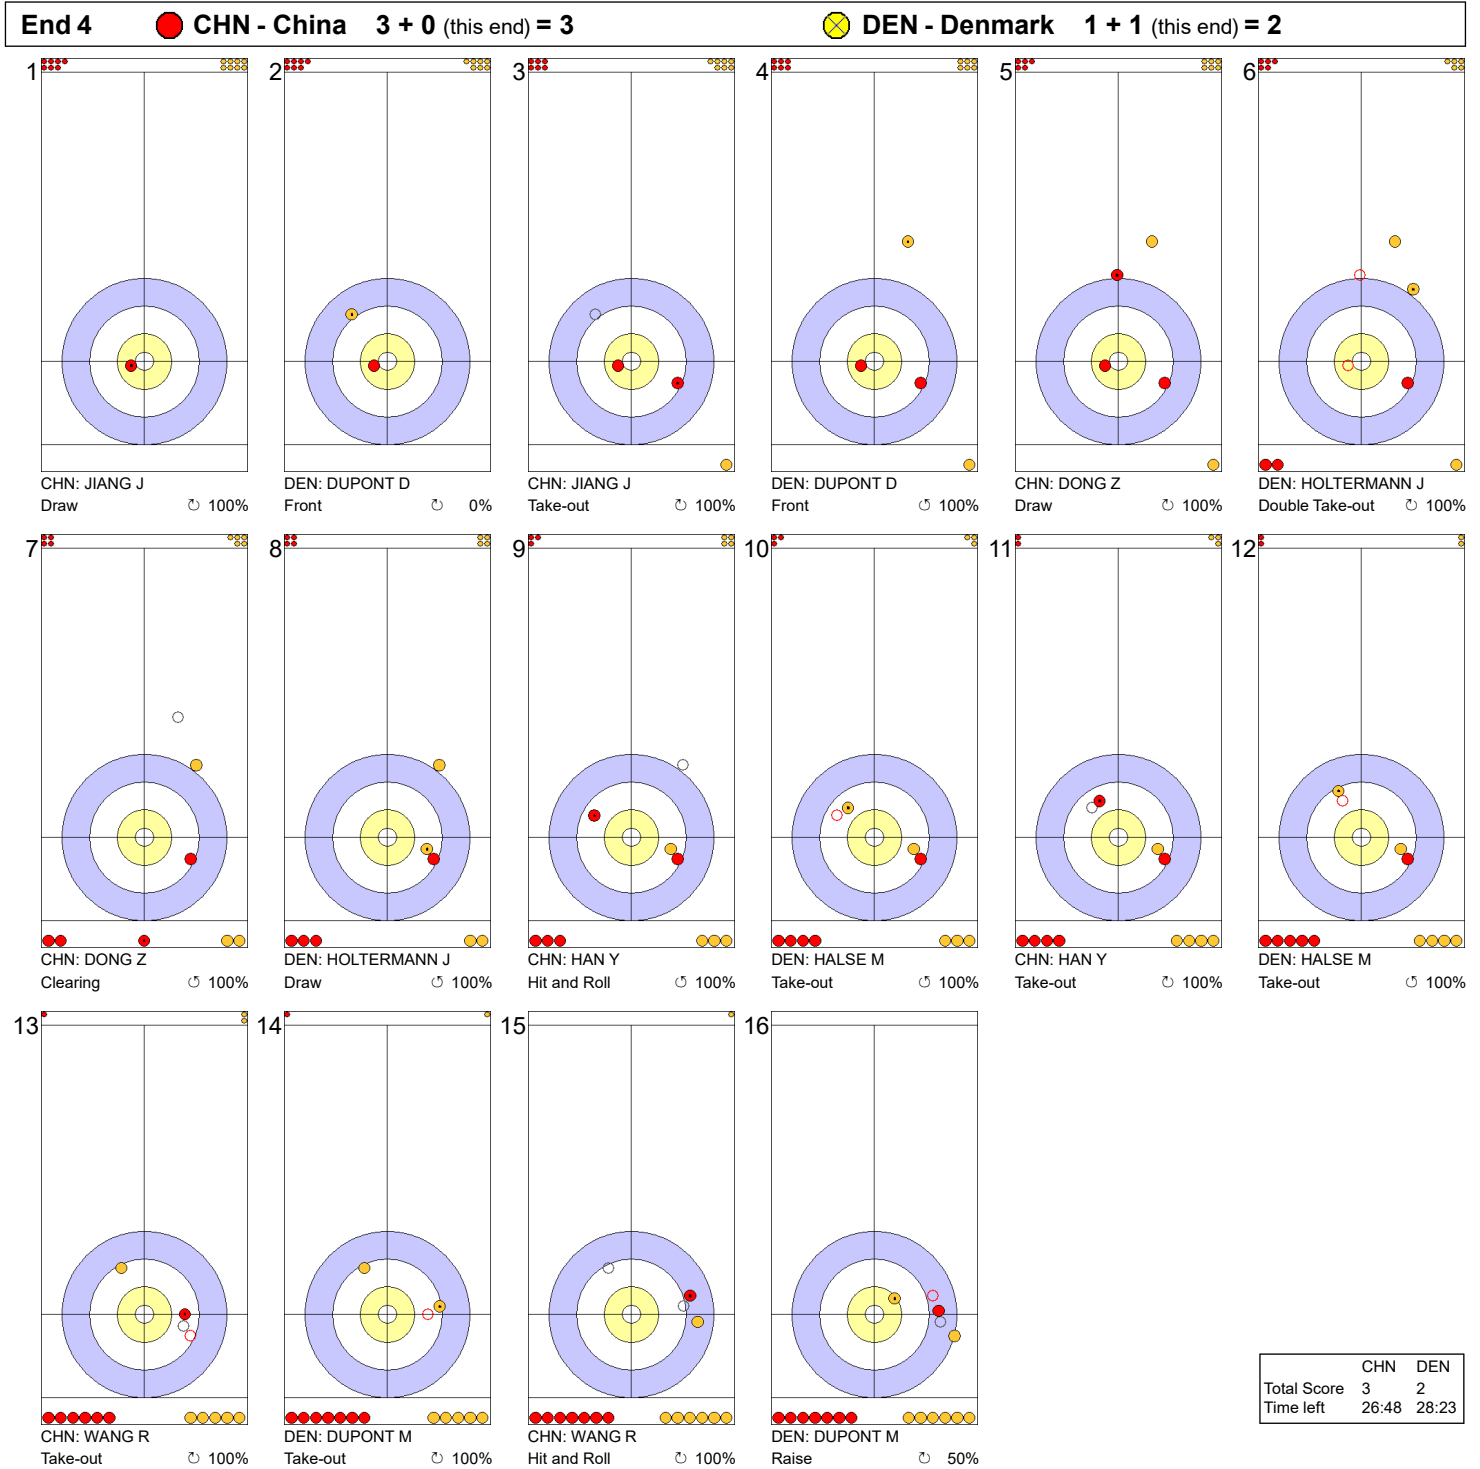 End 4 CHN - China 3 + 0 (this end) = 3 DEN - Denmark 1 + 1 (this end) = 2
1 2 3 4 5 6
CHN: JIANG J DEN: DUPONT D CHN: JIANG J DEN: DUPONT D CHN: DONG Z DEN: HOLTERMANN J
Draw ↻ 100% Front ↻ 0% Take-out ↻ 100% Front ↺ 100% Draw ↻ 100% Double Take-out ↻ 100%
7 8 9 10 11 12
CHN: DONG Z DEN: HOLTERMANN J CHN: HAN Y DEN: HALSE M CHN: HAN Y DEN: HALSE M
Clearing ↺ 100% Draw ↻ 100% Hit and Roll ↺ 100% Take-out ↺ 100% Take-out ↺ 100% Take-out ↺ 100%
13 14 15 16
CHN: WANG R DEN: DUPONT M CHN: WANG R DEN: DUPONT M
Take-out ↻ 100% Take-out ↻ 100% Hit and Roll ↻ 100% Raise ↻ 50%
CHN DEN
Total Score 3 2
Time left 26:48 28:23